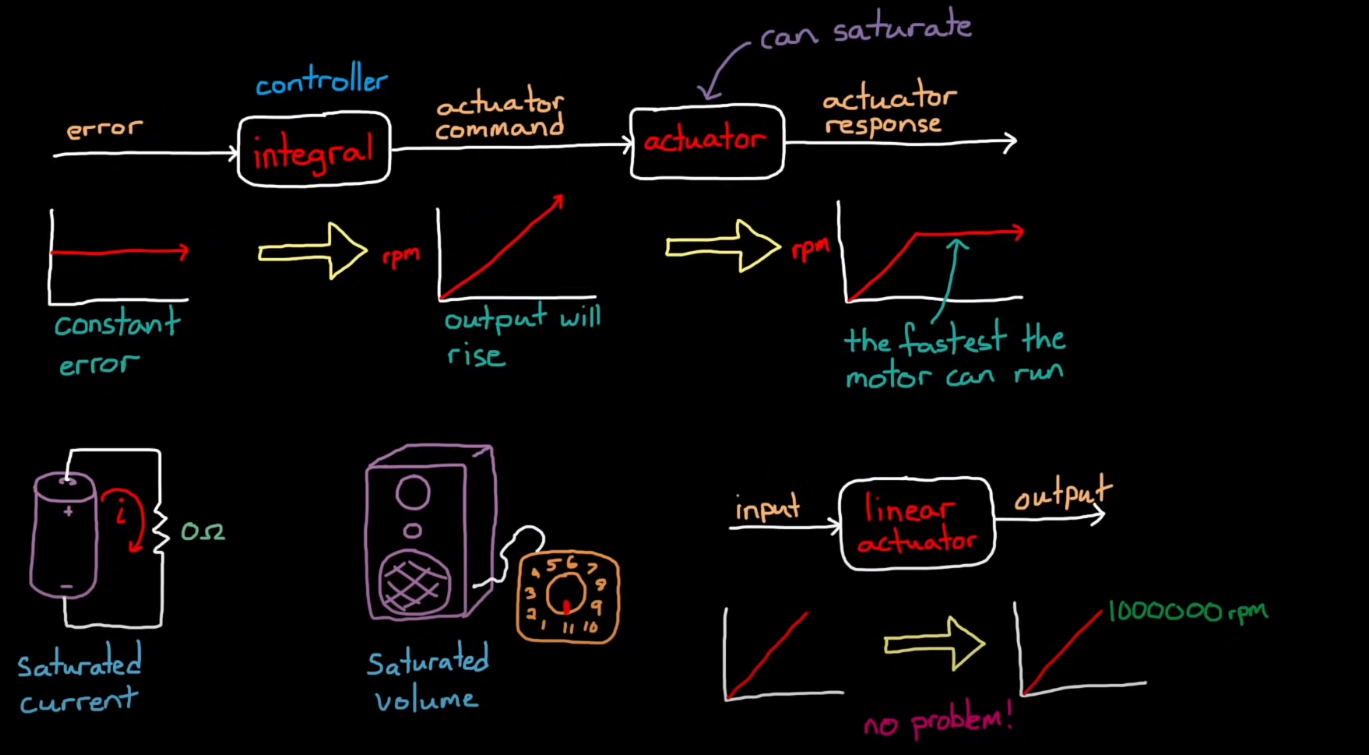 can saturate
controller
error
integral
actuator
command
actuator
actuator
response
rpm
rpm
constant
error
output will
rise
the fastest the
motor can run
+
i
0Ω
-
saturated
current
1 2 3 4 5 6 7 8 9 10 11
saturated
volume
input
linear
actuator
output
1000000 rpm
no problem!